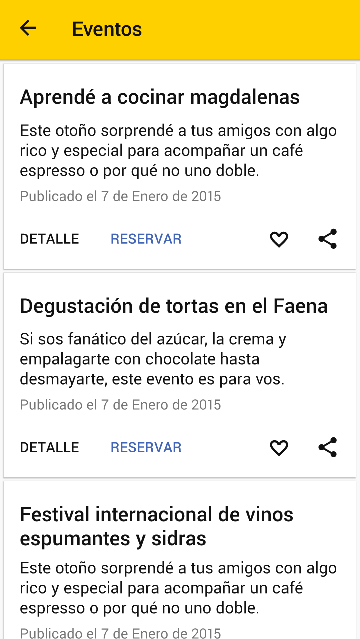 Eventos
Aprendé a cocinar magdalenas
Este otoño sorprendé a tus amigos con algo
rico y especial para acompañar un café
espresso o por qué no uno doble.
Publicado el 7 de Enero de 2015
DETALLE RESERVAR
Degustación de tortas en el Faena
Si sos fanático del azúcar, la crema y
empalagarte con chocolate hasta
desmayarte, este evento es para vos.
Publicado el 7 de Enero de 2015
DETALLE RESERVAR
Festival internacional de vinos
espumantes y sidras
Este otoño sorprendé a tus amigos con algo
rico y especial para acompañar un café
espresso o por qué no uno doble.
Publicado el 7 de Enero de 2015